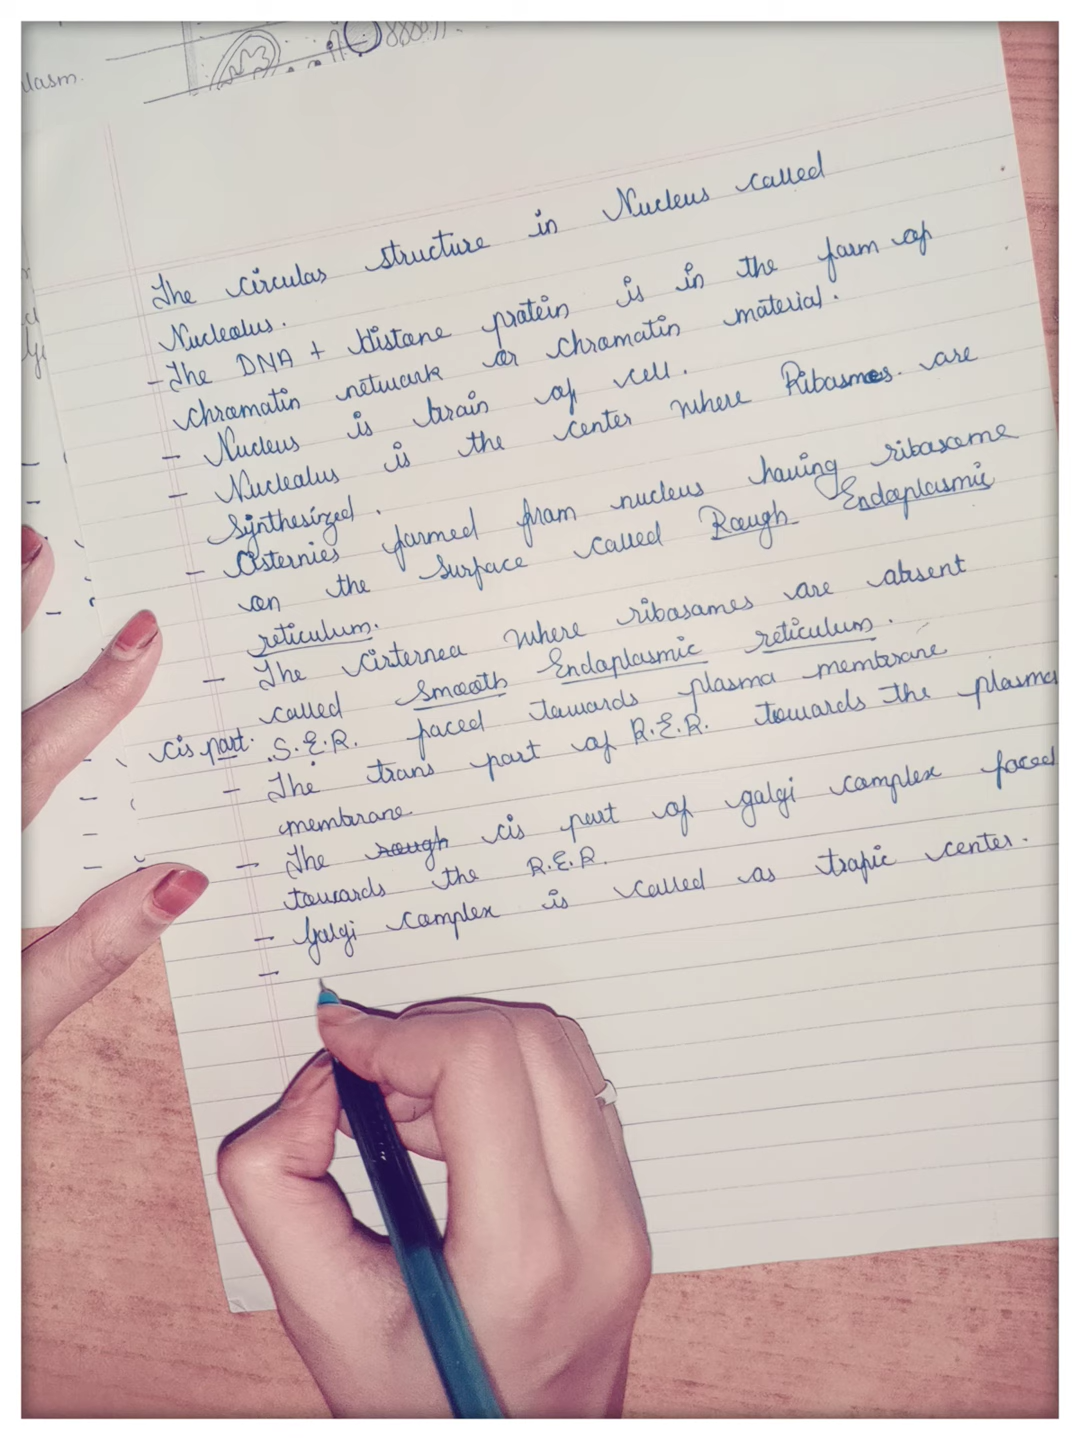 lasm.
The circular structure in Nucleus called
Nucleolus.
- The DNA + Histone protein is in the form of
chromatin network or chromatin material.
- Nucleus is brain of cell.
- Nucleolus is the center where Ribosmes. are
synthesized.
- Cisternies formed from nucleus having ribosome
on the surface called Rough Endoplasmic
reticulum.
- The cisternea where ribosomes are absent
called smooth Endoplasmic reticulum.
cis part. S.E.R. faced towards plasma membrane
- The trans part of R.E.R. towards the plasma
membrane.
- The rough cis part of golgi complex faced
towards the R.E.R.
- Golgi complex is called as trafic center.
-